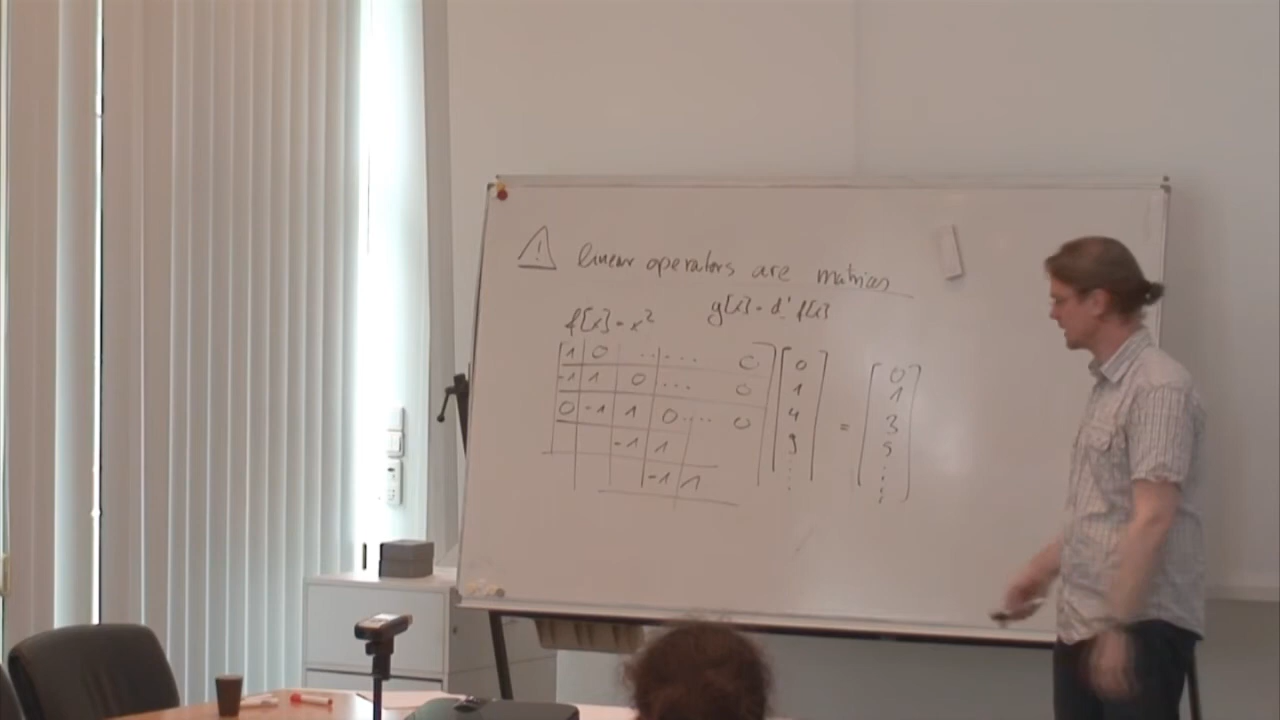 ! linear operators are matrices
f[x] = x² g[x] = d' f[x]
1 0 ..... 0 0 0
-1 1 0 ... 0 1 1
0 -1 1 0 .... 0 4 = 3
-1 1 9 5
-1 1